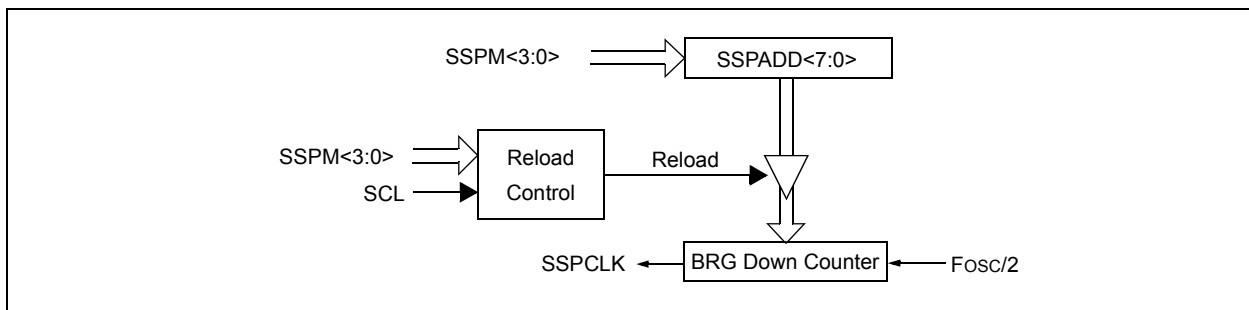 SSPM<3:0>
SSPADD<7:0>
SSPM<3:0>
SCL
Reload
Control
Reload
SSPCLK
BRG Down Counter
FOSC/2